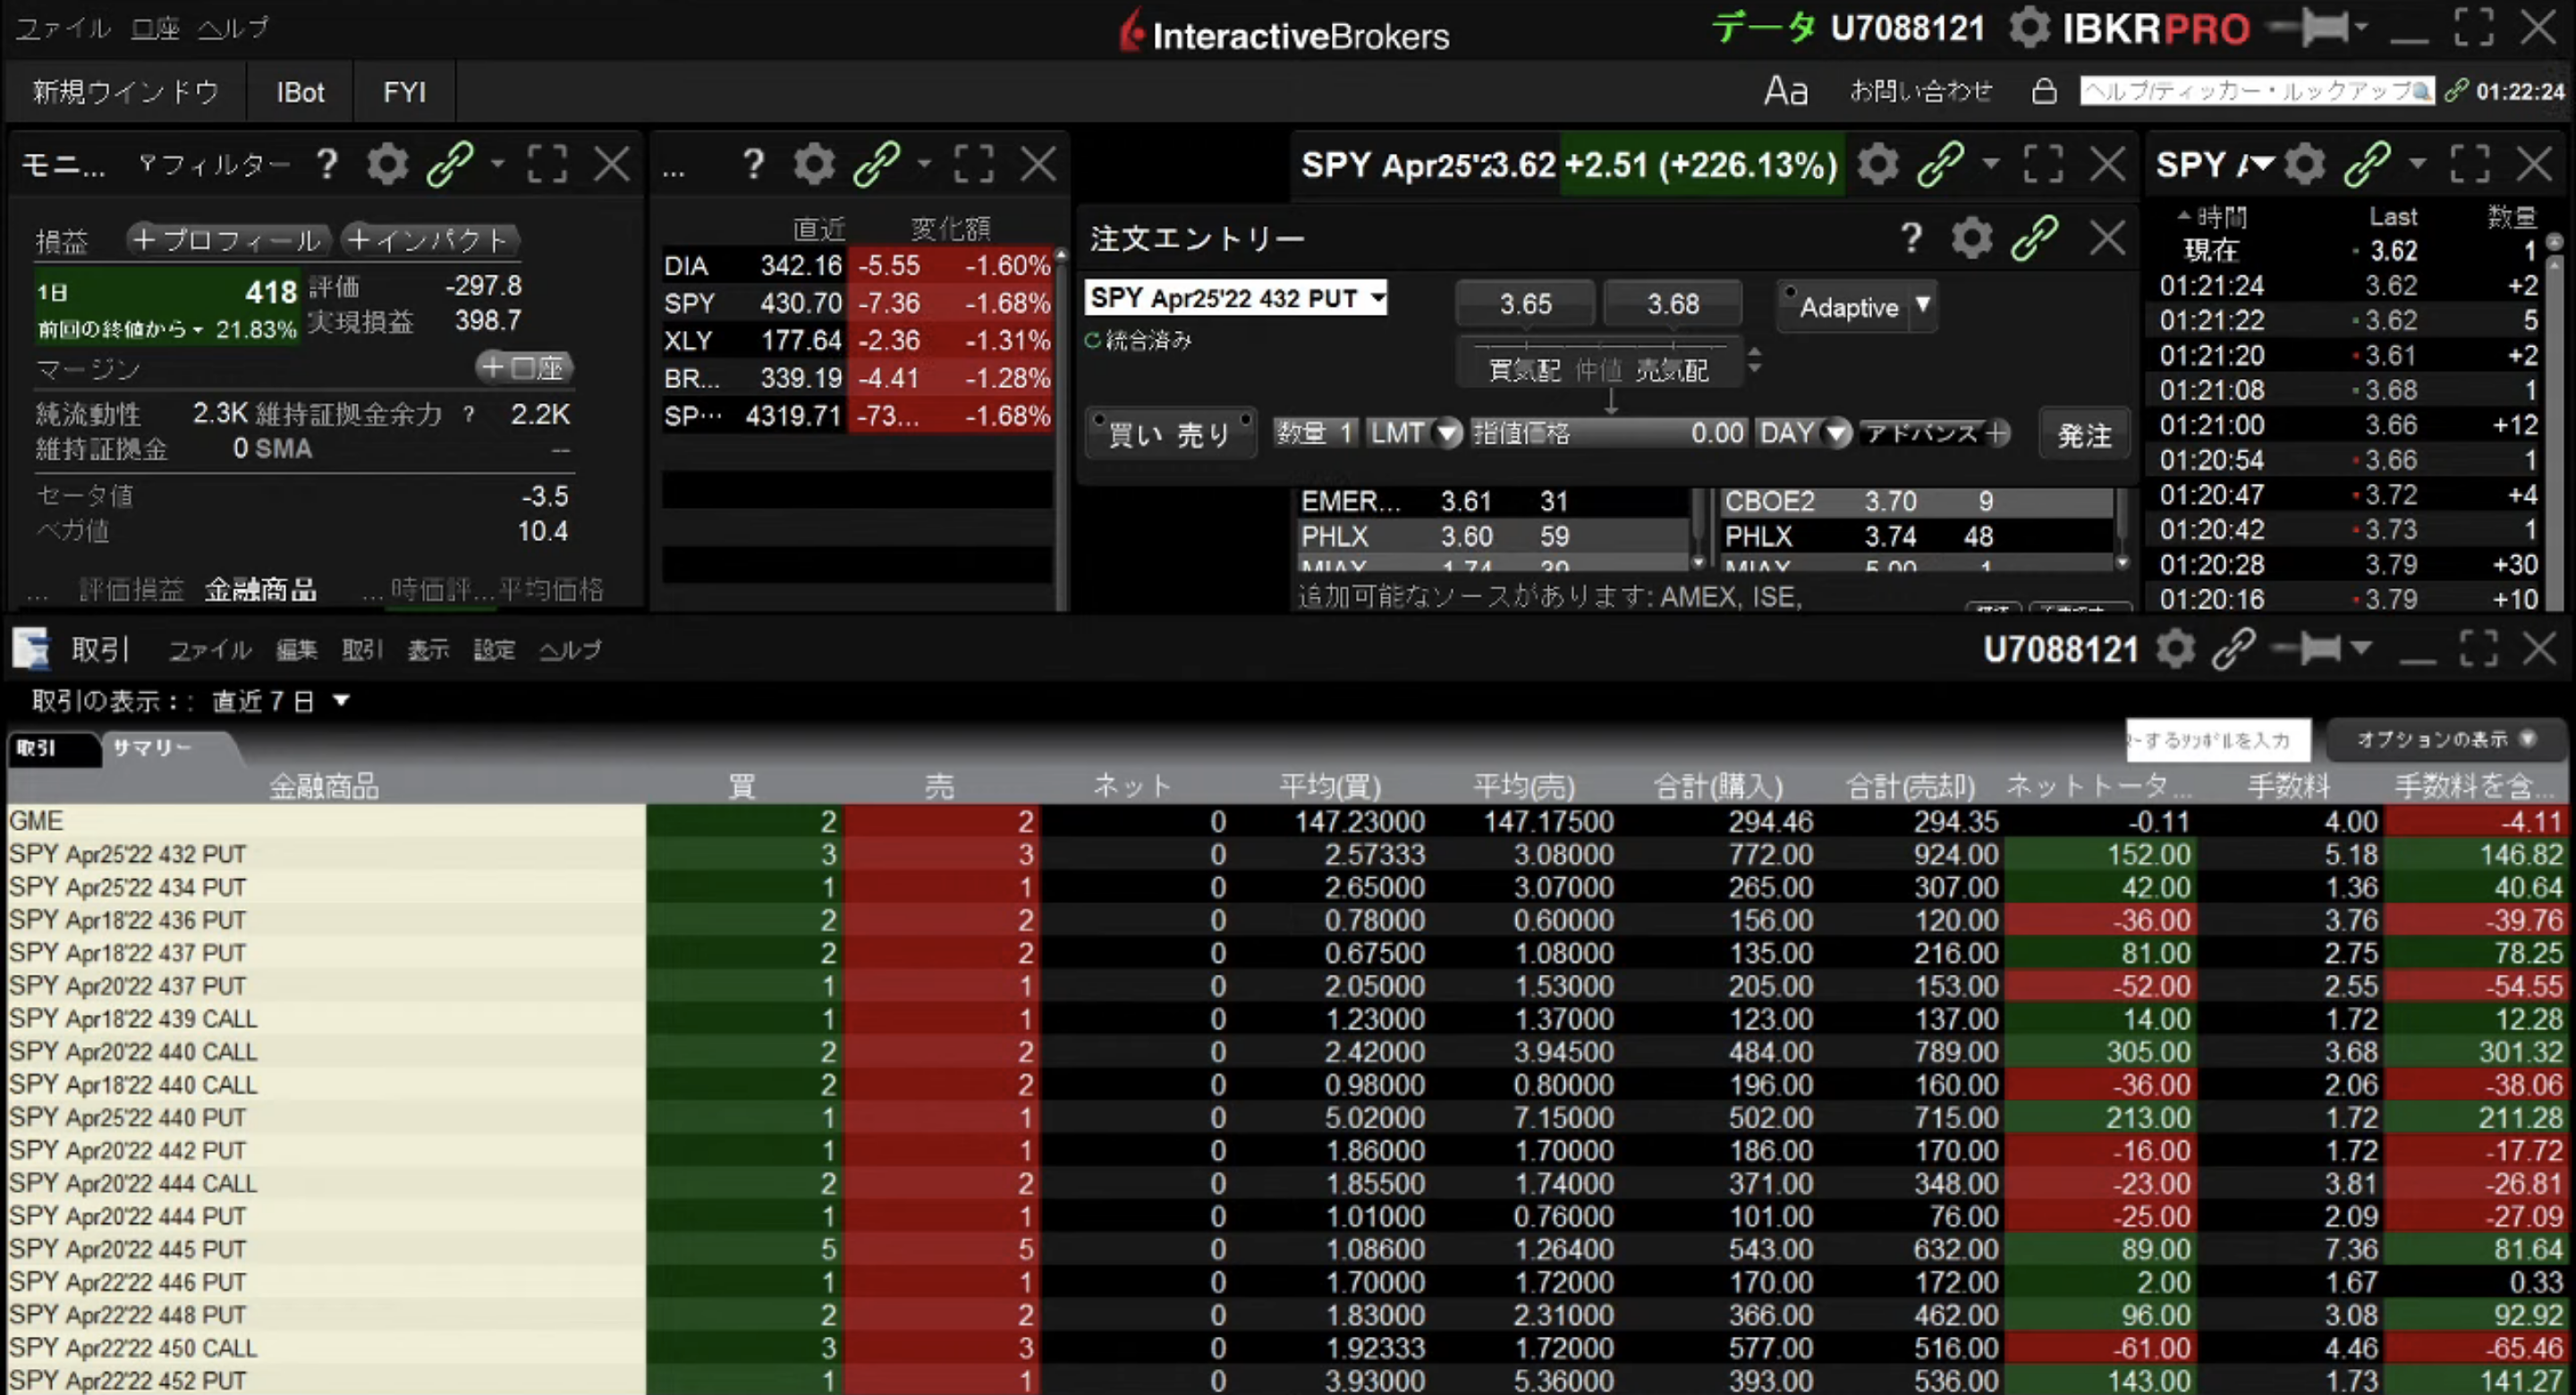 ファイル 口座 ヘルプ
InteractiveBrokers
データ U7088121 IBKRPRO
新規ウインドウ IBot FYI
Aa お問い合わせ ヘルプ/ティッカー・ルックアップ 01:22:24
モニ... フィルター ?
損益 +プロフィール +インパクト
1日 418 評価 -297.8
前回の終値から 21.83% 実現損益 398.7
マージン +口座
純流動性 2.3K 維持証拠金余力 ? 2.2K
維持証拠金 0 SMA --
セータ値 -3.5
ベガ値 10.4
... 評価損益 金融商品 ...時価評...平均価格
... ?
直近 変化額
DIA 342.16 -5.55 -1.60%
SPY 430.70 -7.36 -1.68%
XLY 177.64 -2.36 -1.31%
BR... 339.19 -4.41 -1.28%
SP... 4319.71 -73... -1.68%
SPY Apr25'2 3.62 +2.51 (+226.13%)
注文エントリー ?
SPY Apr25'22 432 PUT 3.65 3.68 Adaptive
統合済み
買気配 仲値 売気配
買い 売り 数量 1 LMT 指値価格 0.00 DAY アドバンス+ 発注
EMER... 3.61 31 CBOE2 3.70 9
PHLX 3.60 59 PHLX 3.74 48
MIAX 1.74 39 MIAX 5.00 1
追加可能なソースがあります: AMEX, ISE,
SPY
時間 Last 数量
現在 3.62 1
01:21:24 3.62 +2
01:21:22 3.62 5
01:21:20 3.61 +2
01:21:08 3.68 1
01:21:00 3.66 +12
01:20:54 3.66 1
01:20:47 3.72 +4
01:20:42 3.73 1
01:20:28 3.79 +30
01:20:16 3.79 +10
取引 ファイル 編集 取引 表示 設定 ヘルプ U7088121
取引の表示:: 直近 7 日
取引 サマリー するシンボルを入力 オプションの表示
金融商品 買 売 ネット 平均(買) 平均(売) 合計(購入) 合計(売却) ネットトータ... 手数料 手数料を含...
GME 2 2 0 147.23000 147.17500 294.46 294.35 -0.11 4.00 -4.11
SPY Apr25'22 432 PUT 3 3 0 2.57333 3.08000 772.00 924.00 152.00 5.18 146.82
SPY Apr25'22 434 PUT 1 1 0 2.65000 3.07000 265.00 307.00 42.00 1.36 40.64
SPY Apr18'22 436 PUT 2 2 0 0.78000 0.60000 156.00 120.00 -36.00 3.76 -39.76
SPY Apr18'22 437 PUT 2 2 0 0.67500 1.08000 135.00 216.00 81.00 2.75 78.25
SPY Apr20'22 437 PUT 1 1 0 2.05000 1.53000 205.00 153.00 -52.00 2.55 -54.55
SPY Apr18'22 439 CALL 1 1 0 1.23000 1.37000 123.00 137.00 14.00 1.72 12.28
SPY Apr20'22 440 CALL 2 2 0 2.42000 3.94500 484.00 789.00 305.00 3.68 301.32
SPY Apr18'22 440 CALL 2 2 0 0.98000 0.80000 196.00 160.00 -36.00 2.06 -38.06
SPY Apr25'22 440 PUT 1 1 0 5.02000 7.15000 502.00 715.00 213.00 1.72 211.28
SPY Apr20'22 442 PUT 1 1 0 1.86000 1.70000 186.00 170.00 -16.00 1.72 -17.72
SPY Apr20'22 444 CALL 2 2 0 1.85500 1.74000 371.00 348.00 -23.00 3.81 -26.81
SPY Apr20'22 444 PUT 1 1 0 1.01000 0.76000 101.00 76.00 -25.00 2.09 -27.09
SPY Apr20'22 445 PUT 5 5 0 1.08600 1.26400 543.00 632.00 89.00 7.36 81.64
SPY Apr22'22 446 PUT 1 1 0 1.70000 1.72000 170.00 172.00 2.00 1.67 0.33
SPY Apr22'22 448 PUT 2 2 0 1.83000 2.31000 366.00 462.00 96.00 3.08 92.92
SPY Apr22'22 450 CALL 3 3 0 1.92333 1.72000 577.00 516.00 -61.00 4.46 -65.46
SPY Apr22'22 452 PUT 1 1 0 3.93000 5.36000 393.00 536.00 143.00 1.73 141.27